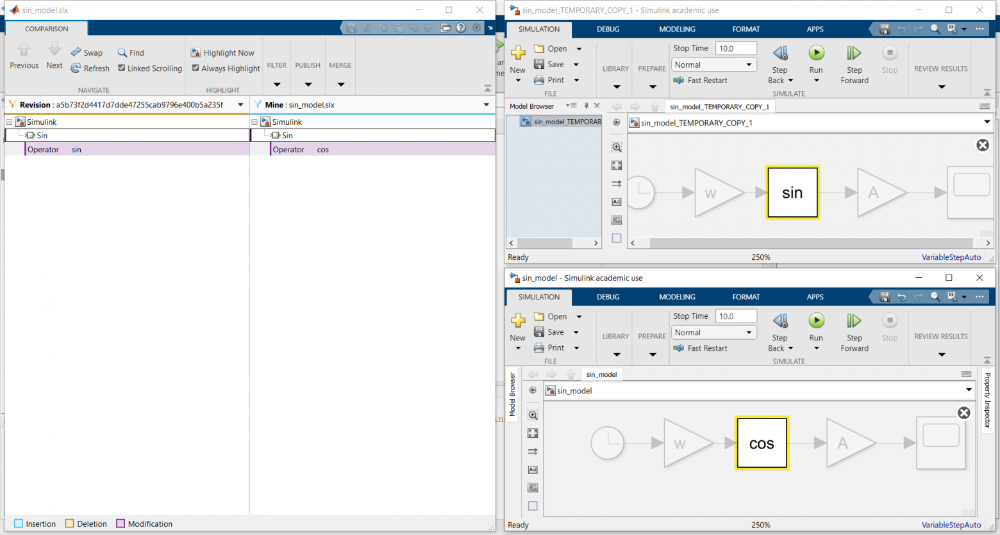 sin_model.slx
COMPARISON
Previous
Next
Swap
Refresh
Find
Linked Scrolling
NAVIGATE
Highlight Now
Always Highlight
HIGHLIGHT
FILTER
PUBLISH
MERGE
Revision : a5b73f2d4417d7dde47255cab9796e400b5a235f
Mine : sin_model.slx
Simulink
Sin
Operator sin
Simulink
Sin
Operator cos
Insertion Deletion Modification
sin_model_TEMPORARY_COPY_1 - Simulink academic use
SIMULATION DEBUG MODELING FORMAT APPS
New
Open
Save
Print
FILE
LIBRARY
PREPARE
Stop Time 10.0
Normal
Fast Restart
Step
Back
Run
Step
Forward
Stop
SIMULATE
REVIEW RESULTS
Model Browser
sin_model_TEMPORAR
sin_model_TEMPORARY_COPY_1
sin_model_TEMPORARY_COPY_1
w
sin
A
Ready 250% VariableStepAuto
sin_model - Simulink academic use
SIMULATION DEBUG MODELING FORMAT APPS
New
Open
Save
Print
FILE
LIBRARY
PREPARE
Stop Time 10.0
Normal
Fast Restart
Step
Back
Run
Step
Forward
Stop
SIMULATE
REVIEW RESULTS
Model Browser
sin_model
sin_model
Property Inspector
w
cos
A
Ready 250% VariableStepAuto